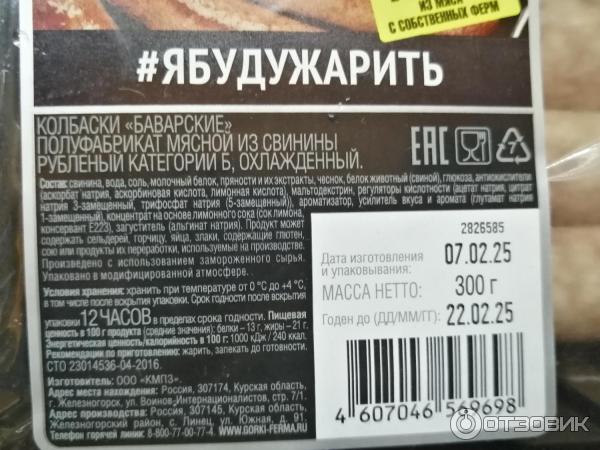 ИЗ МЯСА
С СОБСТВЕННЫХ ФЕРМ
#ЯБУДУЖАРИТЬ
КОЛБАСКИ «БАВАРСКИЕ»
ПОЛУФАБРИКАТ МЯСНОЙ ИЗ СВИНИНЫ
РУБЛЕНЫЙ КАТЕГОРИИ Б, ОХЛАЖДЕННЫЙ.
EAC
7
Состав: свинина, вода, соль, молочный белок, пряности и их экстракты, чеснок, белок животный (свиной), глюкоза, антиокислители
(аскорбат натрия, аскорбиновая кислота, лимонная кислота), мальтодекстрин, регуляторы кислотности (ацетат натрия, цитрат
натрия 3-замещенный, трифосфат натрия (5-замещенный)), ароматизатор, усилитель вкуса и аромата (глутамат натрия
1-замещенный), концентрат на основе лимонного сока (сок лимона,
консервант Е223), загуститель (альгинат натрия). Продукт может
содержать сельдерей, горчицу, яйца, злаки, содержащие глютен,
сою или продукты их переработки, используемые на производстве.
Произведено с использованием замороженного сырья.
Упаковано в модифицированной атмосфере.
Условия хранения: хранить при температуре от 0 °С до +4 °С,
в том числе после вскрытия упаковки. Срок годности после вскрытия
упаковки 12 ЧАСОВ в пределах срока годности. Пищевая
ценность в 100 г продукта (средние значения): белки – 13 г, жиры – 21 г.
Энергетическая ценность/калорийность в 100 г: 1000 кДж / 240 ккал.
Рекомендации по приготовлению: жарить, запекать до готовности.
СТО 23014536-04-2016.
Изготовитель: ООО «КМПЗ».
Адрес места нахождения: Россия, 307174, Курская область,
г. Железногорск, ул. Воинов-Интернационалистов, стр. 7/1.
Адрес места производства: Россия, 307145, Курская область,
Железногорский район, с. Линец, ул. Южная, д. 91.
Телефон горячей линии: 8-800-77-00-77-4. WWW.GORKI-FERMA.RU
2826585
Дата изготовления
и упаковывания:
07.02.25
МАССА НЕТТО: 300 г
Годен до (ДД/ММ/ГГ): 22.02.25
4 607046 569698
ОТЗОВИК